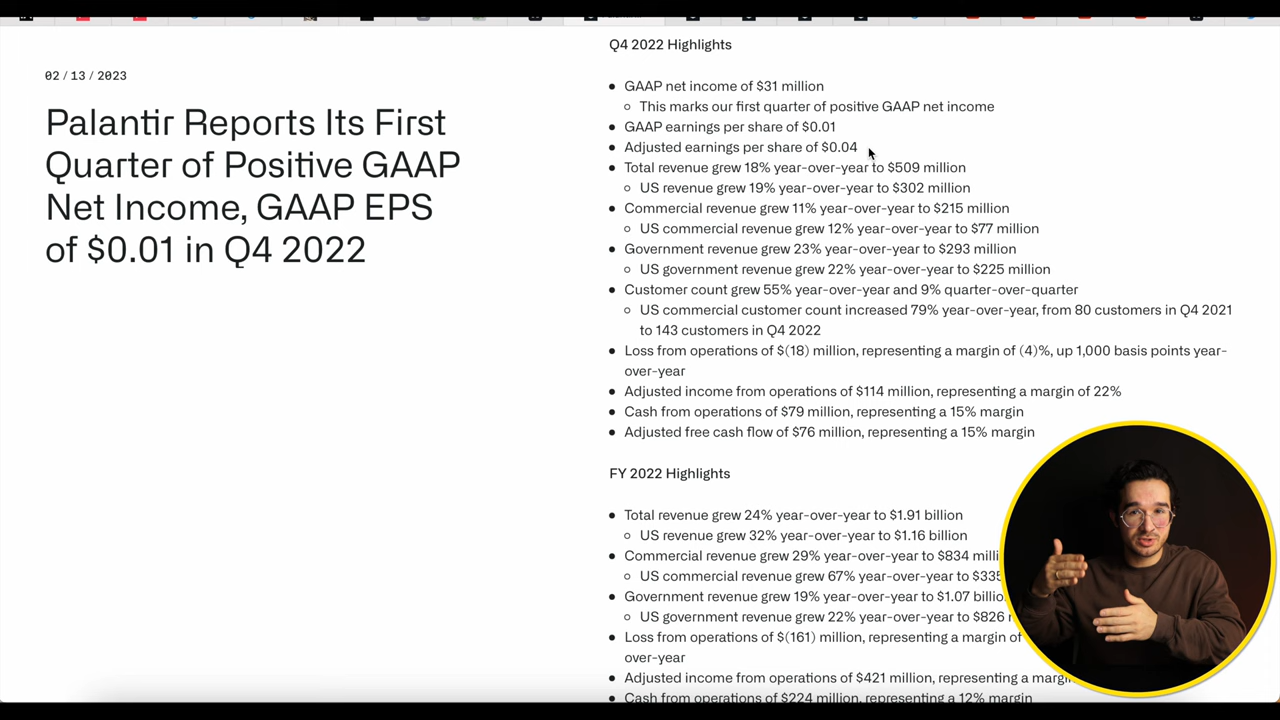 02 / 13 / 2023
Palantir Reports Its First
Quarter of Positive GAAP
Net Income, GAAP EPS
of $0.01 in Q4 2022
Q4 2022 Highlights
GAAP net income of $31 million
This marks our first quarter of positive GAAP net income
GAAP earnings per share of $0.01
Adjusted earnings per share of $0.04
Total revenue grew 18% year-over-year to $509 million
US revenue grew 19% year-over-year to $302 million
Commercial revenue grew 11% year-over-year to $215 million
US commercial revenue grew 12% year-over-year to $77 million
Government revenue grew 23% year-over-year to $293 million
US government revenue grew 22% year-over-year to $225 million
Customer count grew 55% year-over-year and 9% quarter-over-quarter
US commercial customer count increased 79% year-over-year, from 80 customers in Q4 2021
to 143 customers in Q4 2022
Loss from operations of $(18) million, representing a margin of (4)%, up 1,000 basis points year-
over-year
Adjusted income from operations of $114 million, representing a margin of 22%
Cash from operations of $79 million, representing a 15% margin
Adjusted free cash flow of $76 million, representing a 15% margin
FY 2022 Highlights
Total revenue grew 24% year-over-year to $1.91 billion
US revenue grew 32% year-over-year to $1.16 billion
Commercial revenue grew 29% year-over-year to $834 milli
US commercial revenue grew 67% year-over-year to $335
Government revenue grew 19% year-over-year to $1.07 billio
US government revenue grew 22% year-over-year to $826
Loss from operations of $(161) million, representing a margin of
over-year
Adjusted income from operations of $421 million, representing a margi
Cash from operations of $224 million, representing a 12% margin